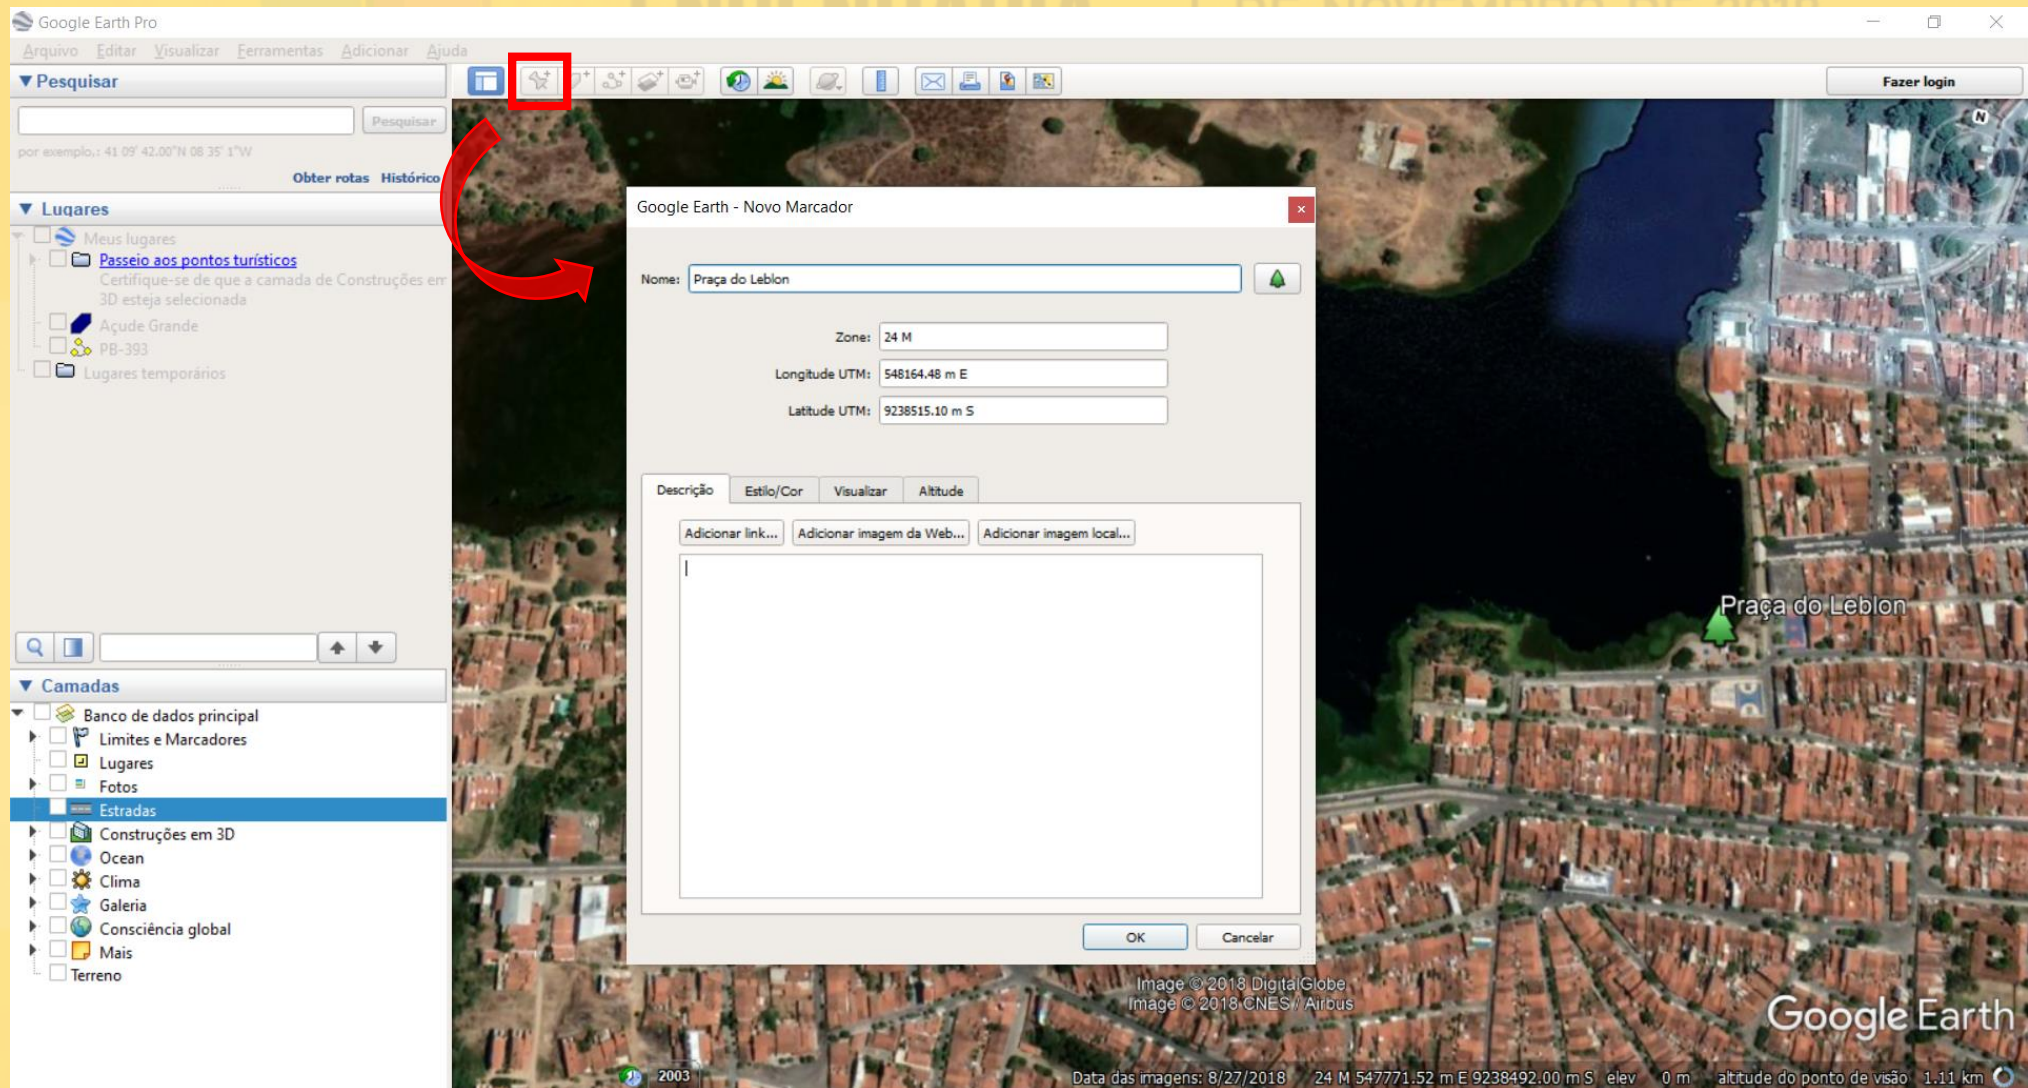 Google Earth Pro
Arquivo Editar Visualizar Ferramentas Adicionar Ajuda
Pesquisar
Fazer login
Pesquisar
por exemplo,: 41 09' 42.00"N 08 35' 1"W
Obter rotas Histórico
Lugares
Meus lugares
Passeio aos pontos turísticos
Certifique-se de que a camada de Construções em
3D esteja selecionada
Açude Grande
PB-393
Lugares temporários
Camadas
Banco de dados principal
Limites e Marcadores
Lugares
Fotos
Estradas
Construções em 3D
Ocean
Clima
Galeria
Consciência global
Mais
Terreno
Google Earth - Novo Marcador
Nome: Praça do Leblon
Zone: 24 M
Longitude UTM: 548164.48 m E
Latitude UTM: 9238515.10 m S
Descrição Estilo/Cor Visualizar Altitude
Adicionar link... Adicionar imagem da Web... Adicionar imagem local...
OK Cancelar
N
Praça do Leblon
Image © 2018 DigitalGlobe
Image © 2018 CNES / Airbus
Google Earth
2003
Data das imagens: 8/27/2018 24 M 547771.52 m E 9238492.00 m S elev 0 m altitude do ponto de visão 1.11 km